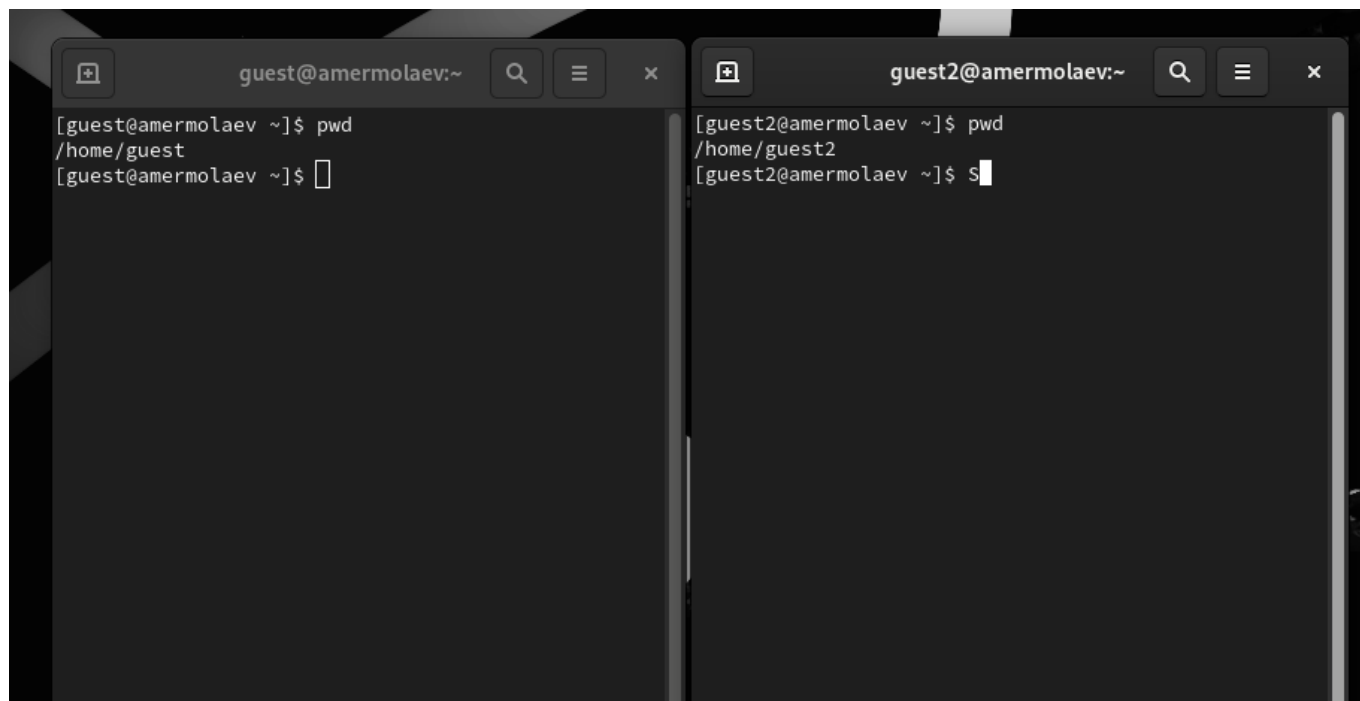 guest@amermolaev:~
[guest@amermolaev ~]$ pwd
/home/guest
[guest@amermolaev ~]$
guest2@amermolaev:~
[guest2@amermolaev ~]$ pwd
/home/guest2
[guest2@amermolaev ~]$ S